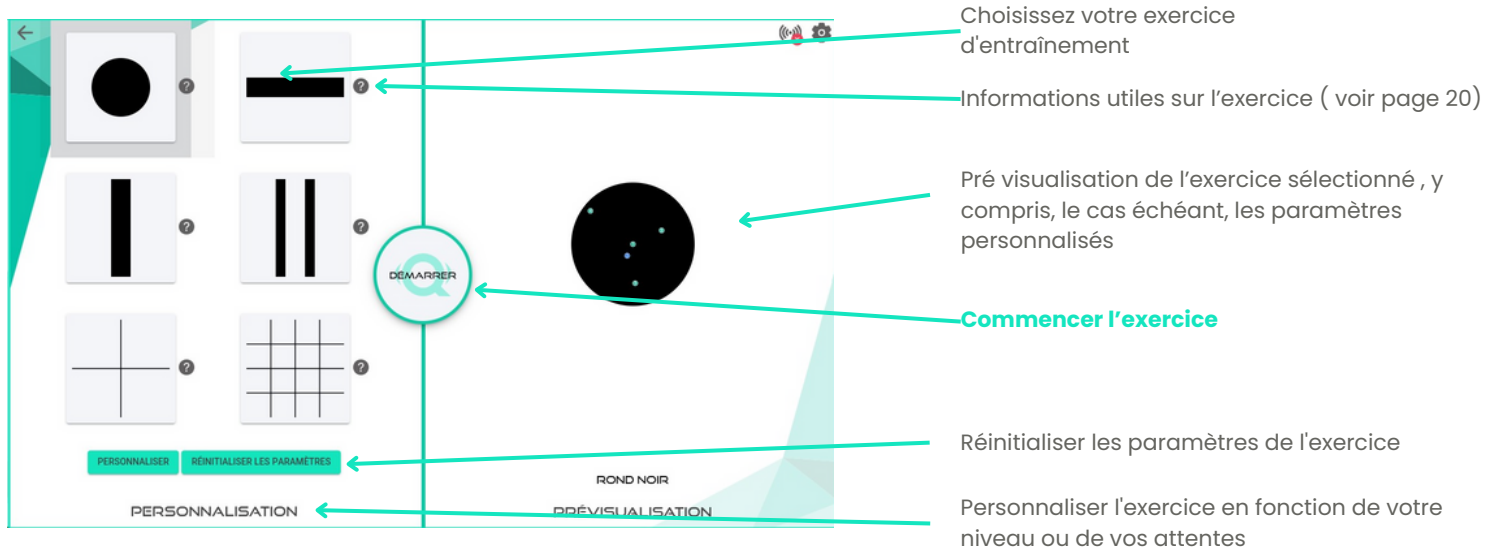 Choisissez votre exercice
d'entraînement
Informations utiles sur l’exercice ( voir page 20)
Pré visualisation de l’exercice sélectionné , y
compris, le cas échéant, les paramètres
personnalisés
DEMARRER
Commencer l’exercice
Réinitialiser les paramètres de l'exercice
PERSONNALISER
RÉINITIALISER LES PARAMÈTRES
ROND NOIR
PERSONNALISATION
PRÉVISUALISATION
Personnaliser l'exercice en fonction de votre
niveau ou de vos attentes